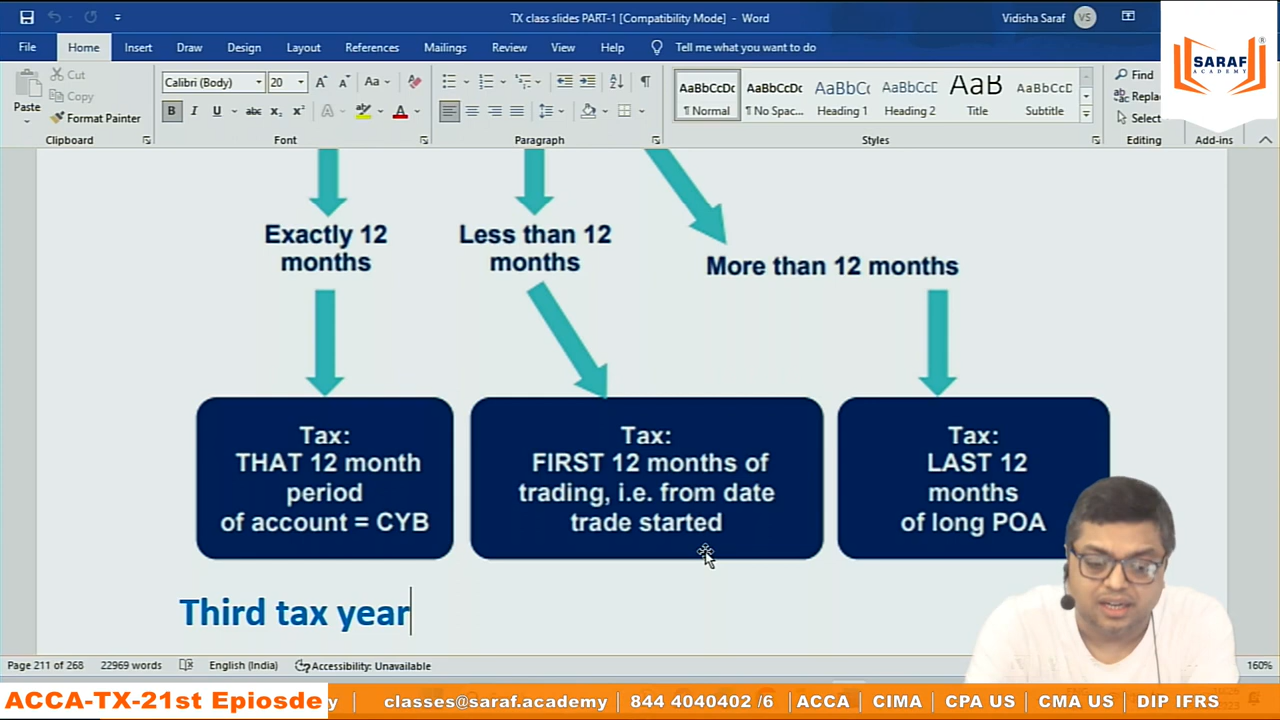 TX class slides PART-1 [Compatibility Mode] - Word
Vidisha Saraf
VS
SARAF
ACADEMY
®
File
Home
Insert
Draw
Design
Layout
References
Mailings
Review
View
Help
Tell me what you want to do
Paste
Cut
Copy
Format Painter
Clipboard
Calibri (Body)
20
Font
Paragraph
AaBbCcDc
¶ Normal
AaBbCcDc
¶ No Spac...
AaBbC(
Heading 1
AaBbCcD
Heading 2
AaB
Title
AaBbCcD
Subtitle
Styles
Find
Repla
Select
Editing
Add-ins
Exactly 12
months
Less than 12
months
More than 12 months
Tax:
THAT 12 month
period
of account = CYB
Tax:
FIRST 12 months of
trading, i.e. from date
trade started
Tax:
LAST 12
months
of long POA
Third tax year
Page 211 of 268
22969 words
English (India)
Accessibility: Unavailable
160%
ACCA-TX-21st Epiosde
y | classes@saraf.academy | 844 4040402 /6 | ACCA | CIMA | CPA US | CMA US | DIP IFRS